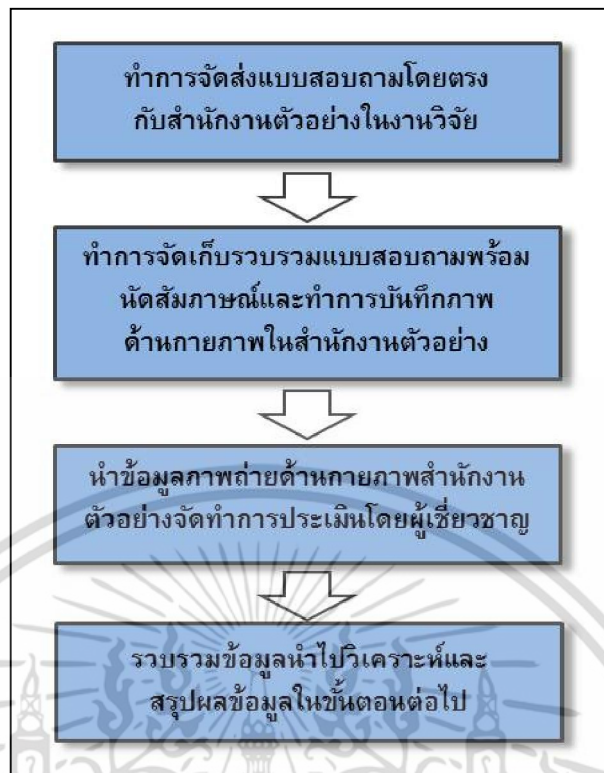 ทำการจัดส่งแบบสอบถามโดยตรง
กับสำนักงานตัวอย่างในงานวิจัย
ทำการจัดเก็บรวบรวมแบบสอบถามพร้อม
นัดสัมภาษณ์และทำการบันทึกภาพ
ด้านกายภาพในสำนักงานตัวอย่าง
นำข้อมูลภาพถ่ายด้านกายภาพสำนักงาน
ตัวอย่างจัดทำการประเมินโดยผู้เชี่ยวชาญ
รวบรวมข้อมูลนำไปวิเคราะห์และ
สรุปผลข้อมูลในขั้นตอนต่อไป